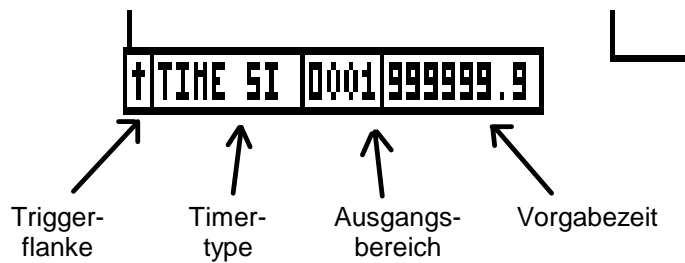 ↑ TIME SI 0001 999999.9
Trigger-
flanke
Timer-
type
Ausgangs-
bereich
Vorgabezeit